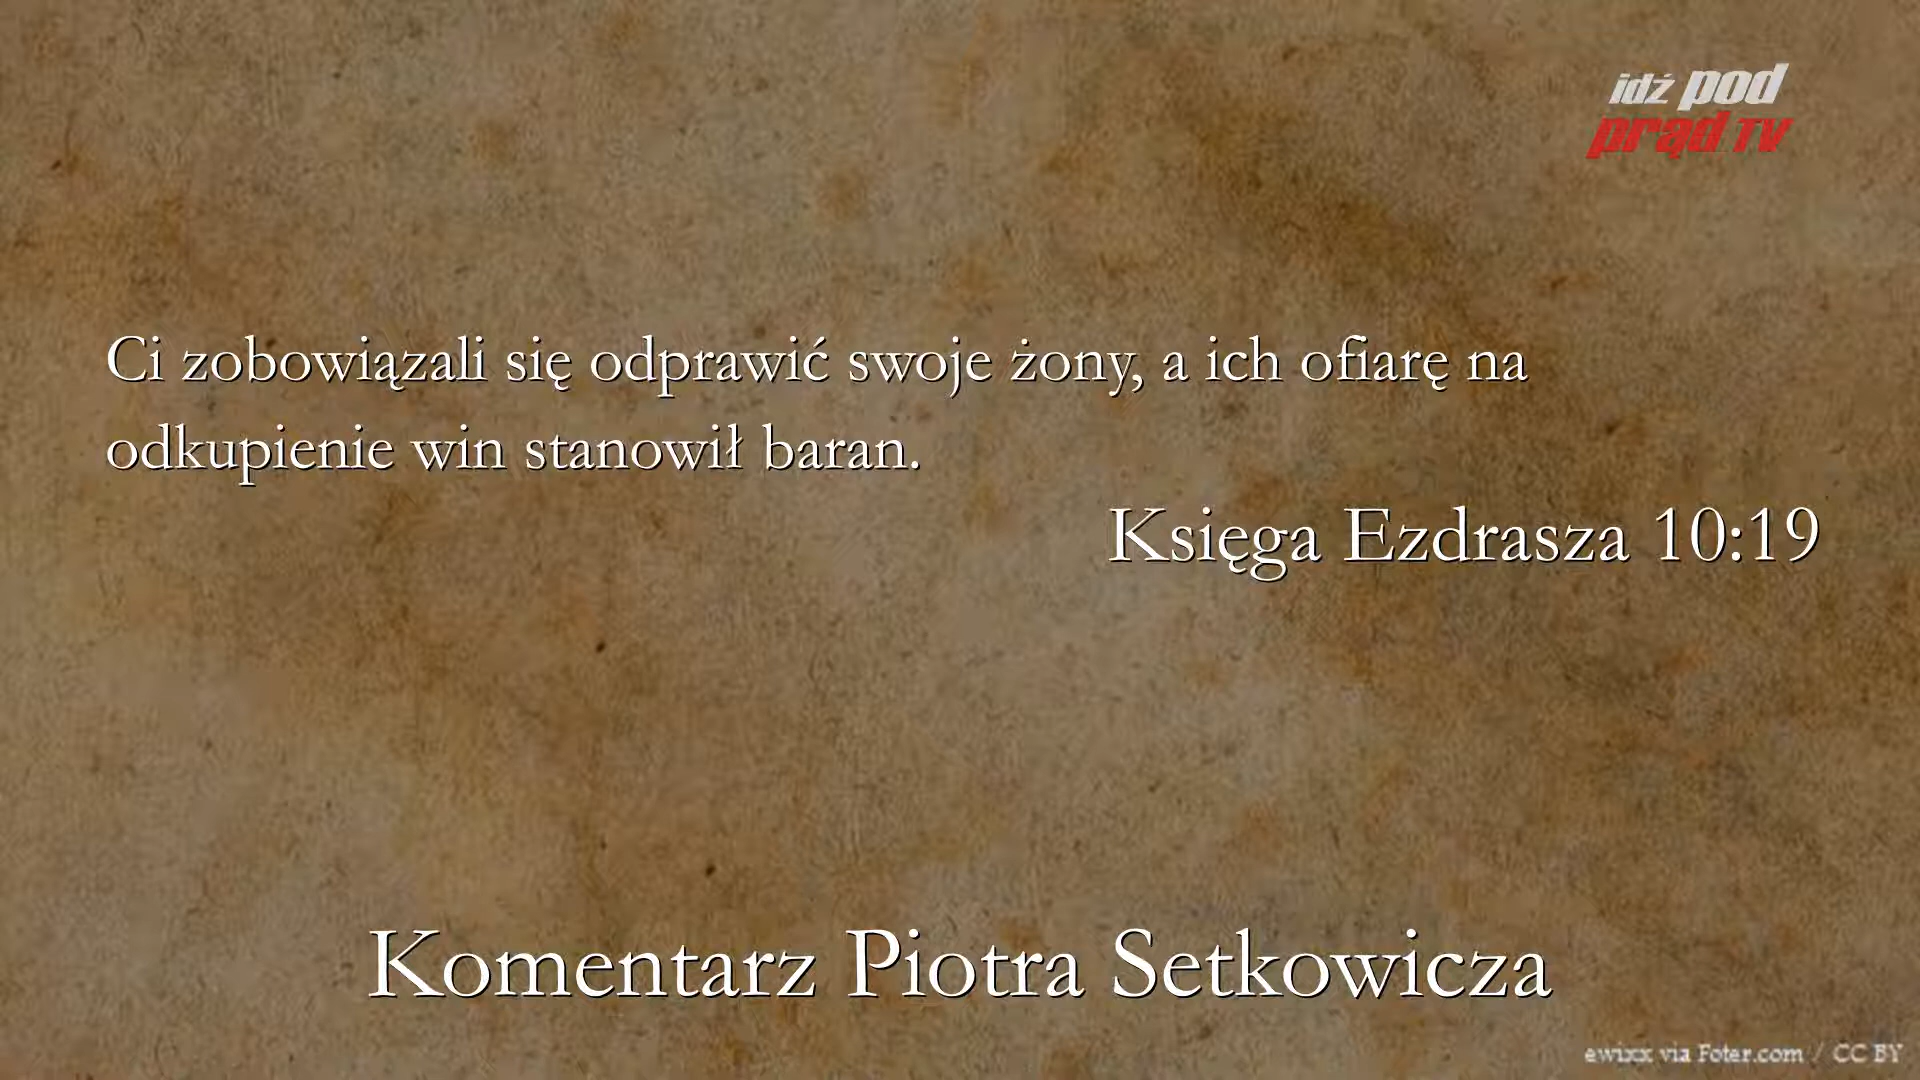 idź pod
prąd TV
Ci zobowiązali się odprawić swoje żony, a ich ofiarę na
odkupienie win stanowił baran.
Księga Ezdrasza 10:19
Komentarz Piotra Setkowicza
ewixx via Foter.com / CC BY